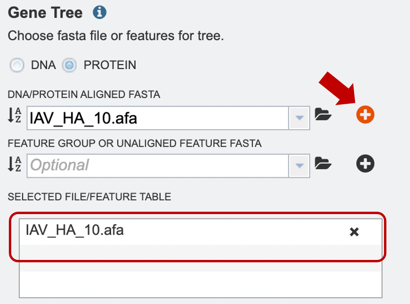 Gene Tree
Choose fasta file or features for tree.
DNA PROTEIN
DNA/PROTEIN ALIGNED FASTA
IAV_HA_10.afa
FEATURE GROUP OR UNALIGNED FEATURE FASTA
Optional
SELECTED FILE/FEATURE TABLE
IAV_HA_10.afa